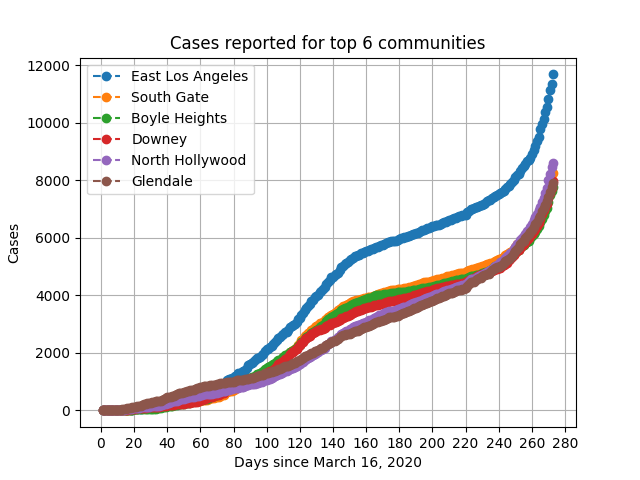 Cases reported for top 6 communities
12000
10000
8000
6000
4000
2000
0
Cases
East Los Angeles
South Gate
Boyle Heights
Downey
North Hollywood
Glendale
0 20 40 60 80 100 120 140 160 180 200 220 240 260 280
Days since March 16, 2020